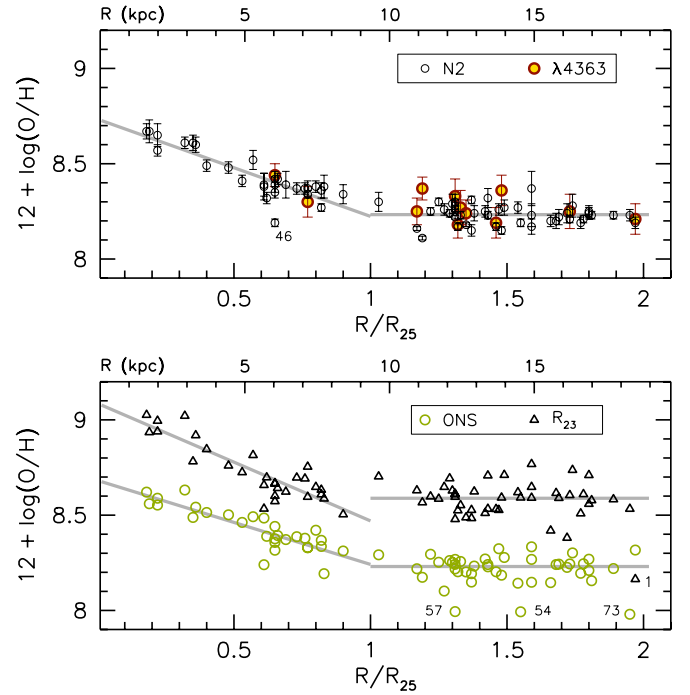 R (kpc) 5 10 15
9
8.5
8
12 + log(O/H)
N2 λ4363
46
0.5 1 1.5 2
R/R25
R (kpc) 5 10 15
9
8.5
8
12 + log(O/H)
ONS R23
57 54 73 1
0.5 1 1.5 2
R/R25